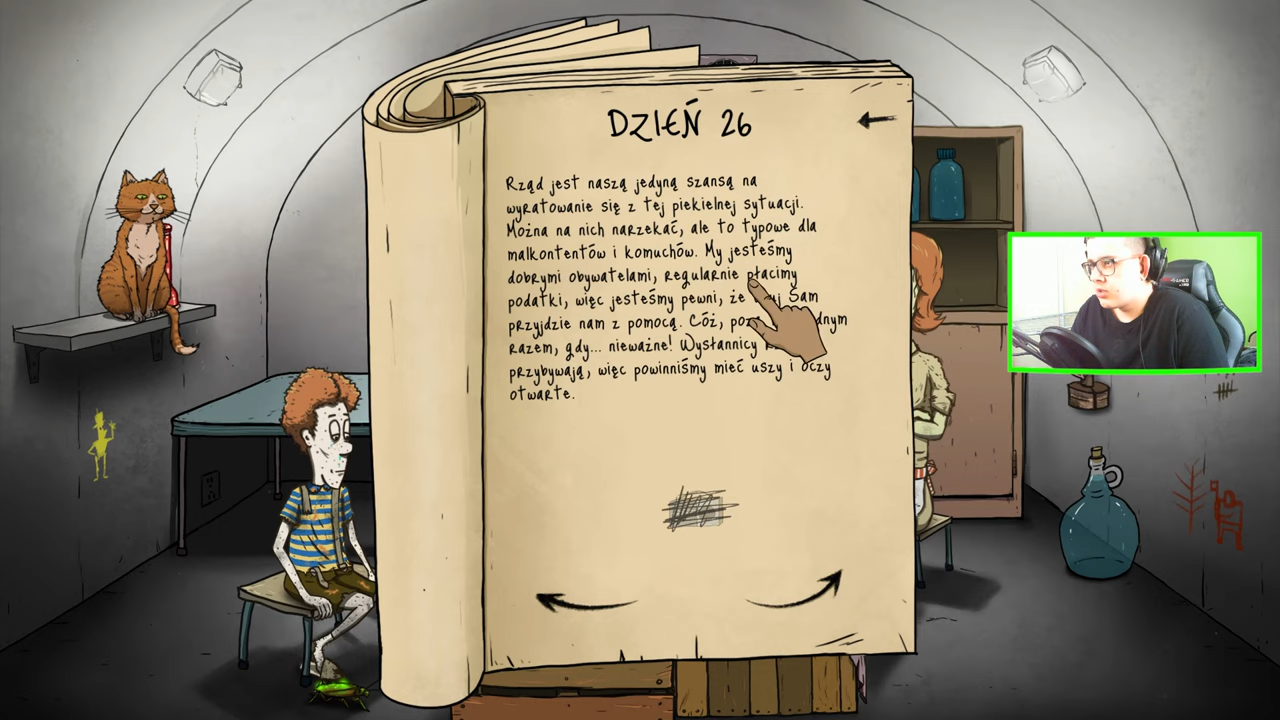 DZIEŃ 26
Rząd jest naszą jedyną szansą na
wyratowanie się z tej piekielnej sytuacji.
Można na nich narzekać, ale to typowe dla
malkontentów i komuchów. My jesteśmy
dobrymi obywatelami, regularnie płacimy
podatki, więc jesteśmy pewni, że Sam
przyjdzie nam z pomocą. Cóż,
razem, gdy... nieważne! Wysłannicy
przybywają, więc powinniśmy mieć uszy i oczy
otwarte.